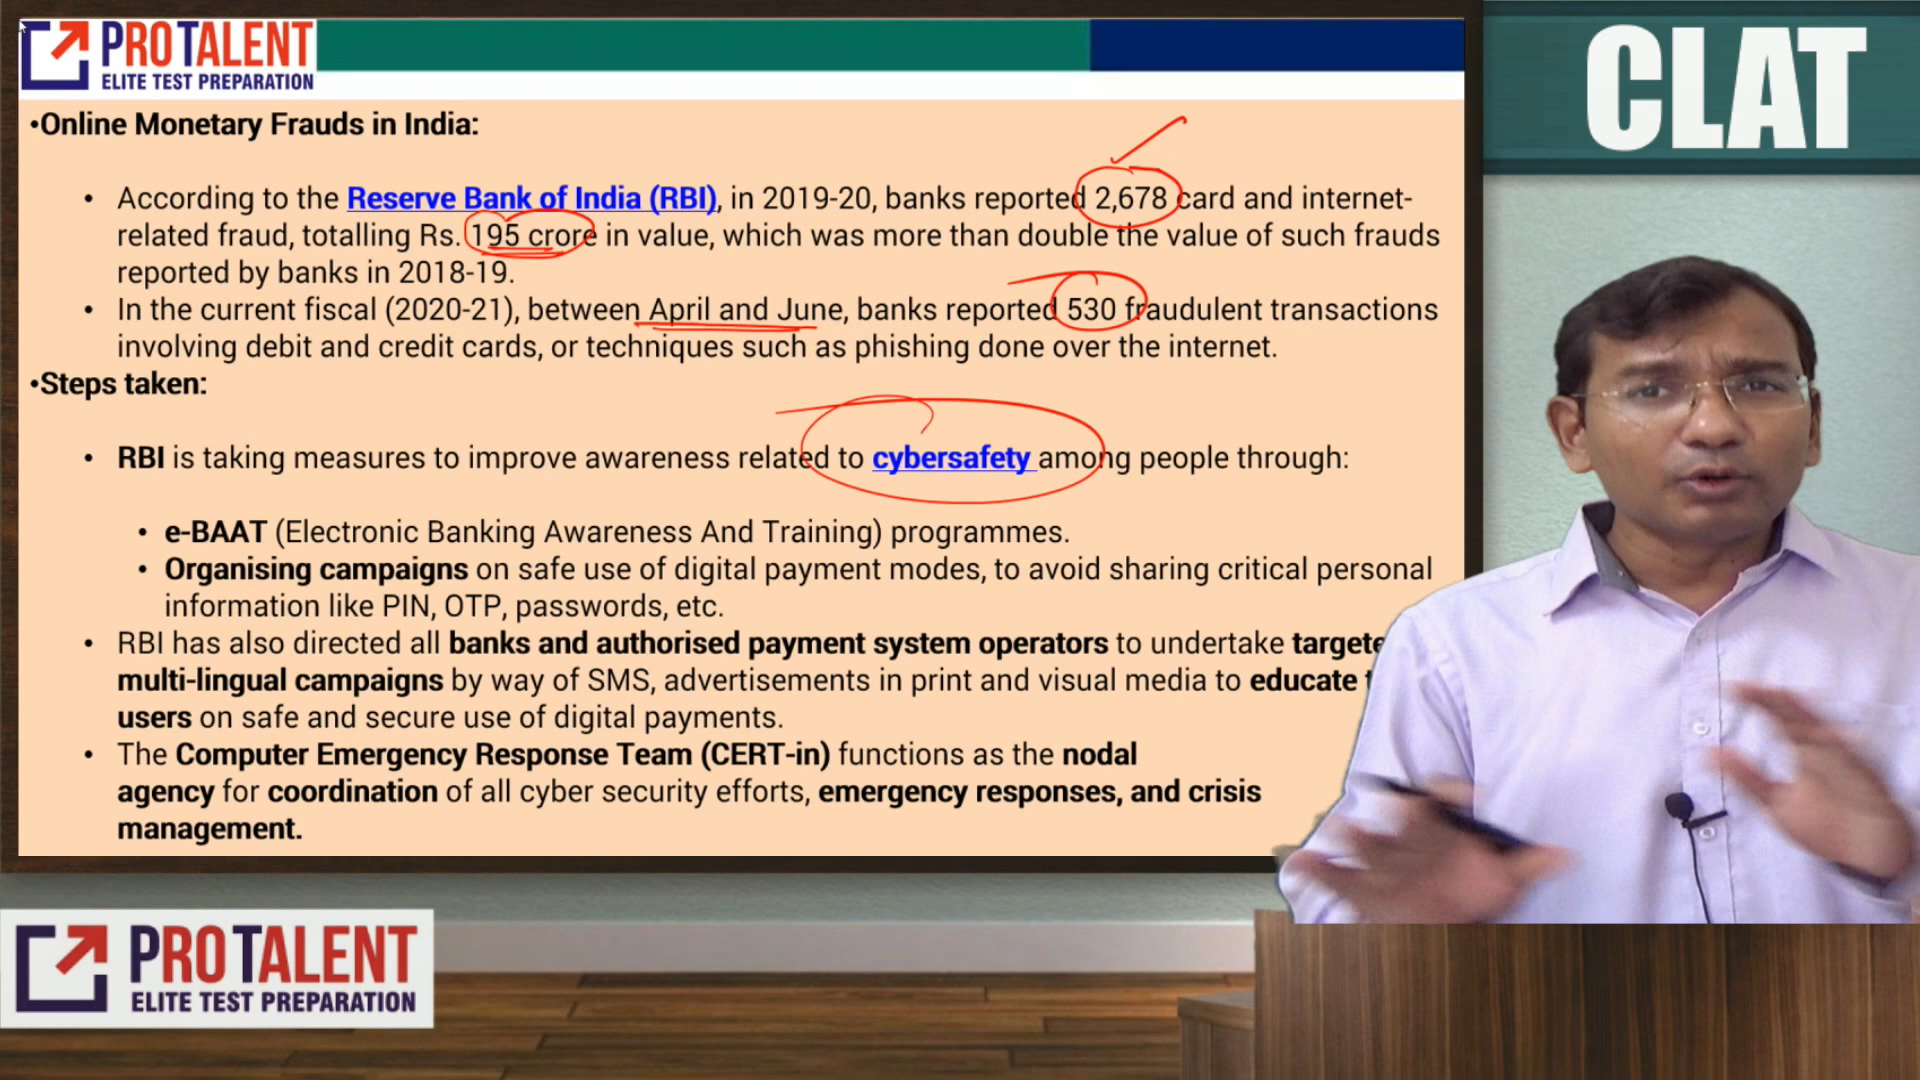 PROTALENT
ELITE TEST PREPARATION
CLAT
•Online Monetary Frauds in India:
• According to the Reserve Bank of India (RBI), in 2019-20, banks reported 2,678 card and internet-
related fraud, totalling Rs. 195 crore in value, which was more than double the value of such frauds
reported by banks in 2018-19.
• In the current fiscal (2020-21), between April and June, banks reported 530 fraudulent transactions
involving debit and credit cards, or techniques such as phishing done over the internet.
•Steps taken:
• RBI is taking measures to improve awareness related to cybersafety among people through:
• e-BAAT (Electronic Banking Awareness And Training) programmes.
• Organising campaigns on safe use of digital payment modes, to avoid sharing critical personal
information like PIN, OTP, passwords, etc.
• RBI has also directed all banks and authorised payment system operators to undertake
multi-lingual campaigns by way of SMS, advertisements in print and visual media to educate
users on safe and secure use of digital payments.
• The Computer Emergency Response Team (CERT-in) functions as the nodal
agency for coordination of all cyber security efforts, emergency responses, and crisis
management.
PROTALENT
ELITE TEST PREPARATION